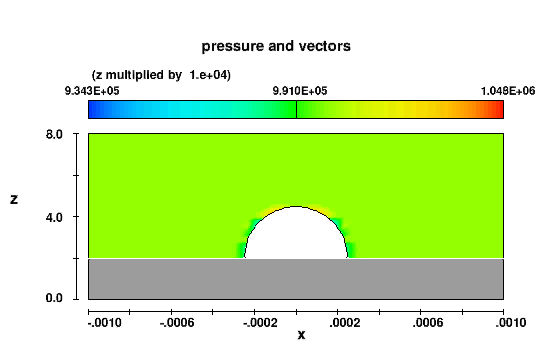 pressure and vectors
(z multiplied by 1.e+04)
9.343E+05 9.910E+05 1.048E+06
8.0
z
4.0
0.0
-.0010 -.0006 -.0002 .0002 .0006 .0010
x